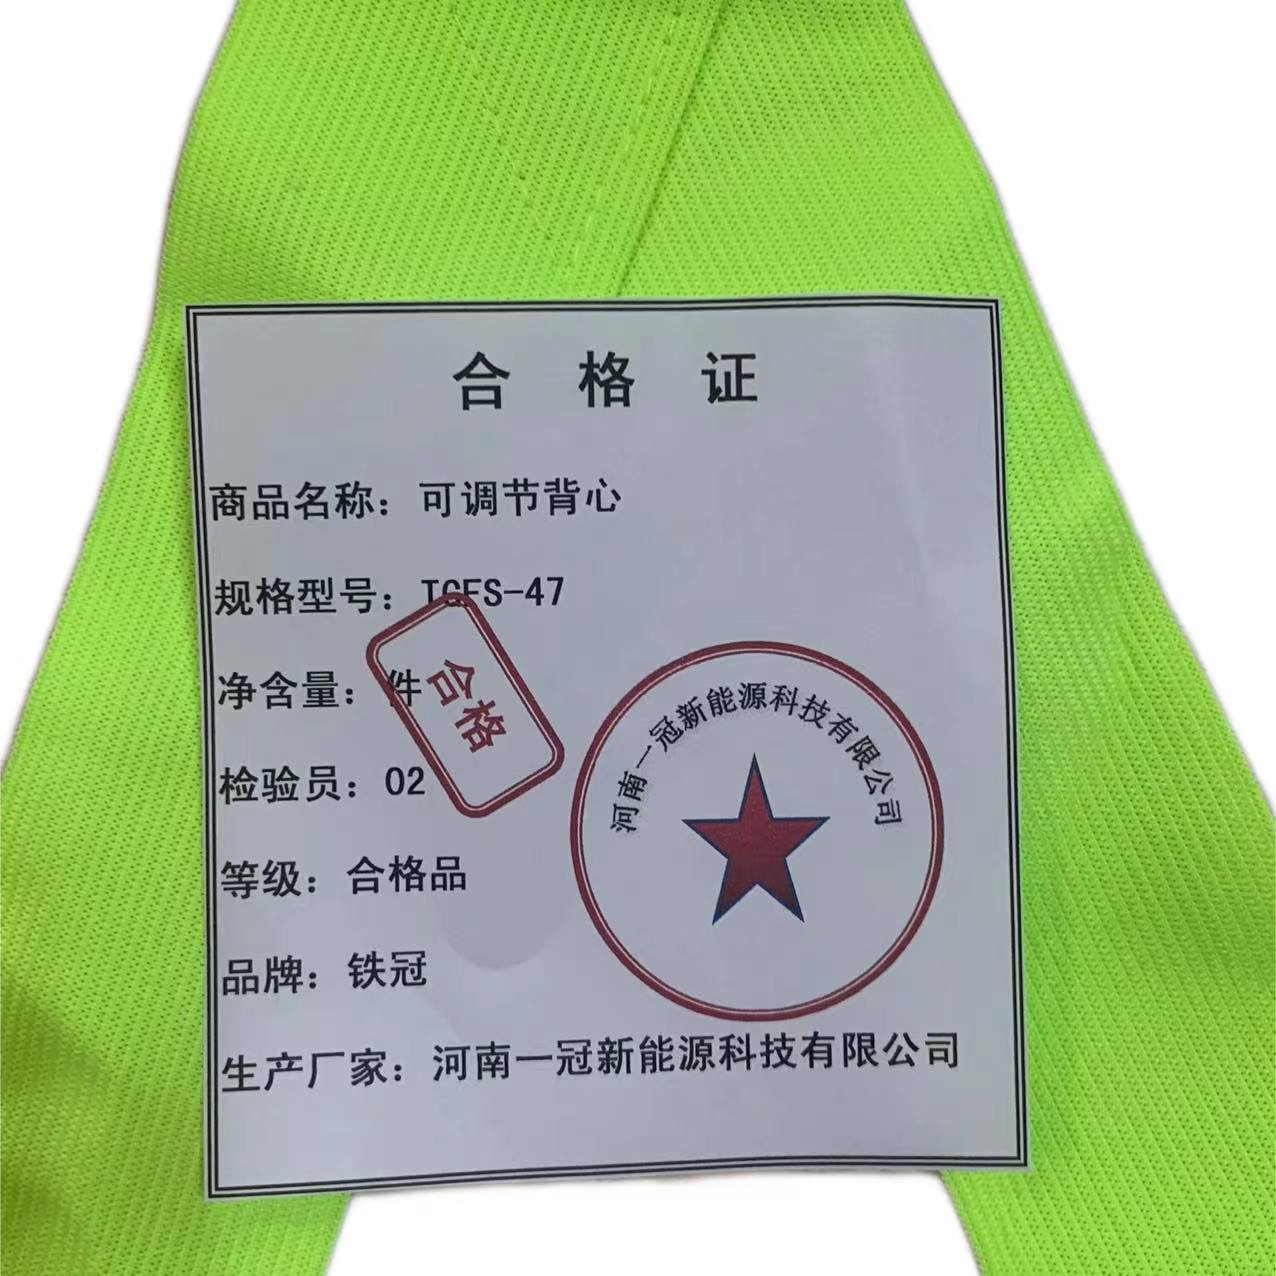 合格证
商品名称：可调节背心
规格型号：TGFS-47
净含量：件
检验员：02
等级：合格品
品牌：铁冠
生产厂家：河南一冠新能源科技有限公司
合格
河南一冠新能源科技有限公司